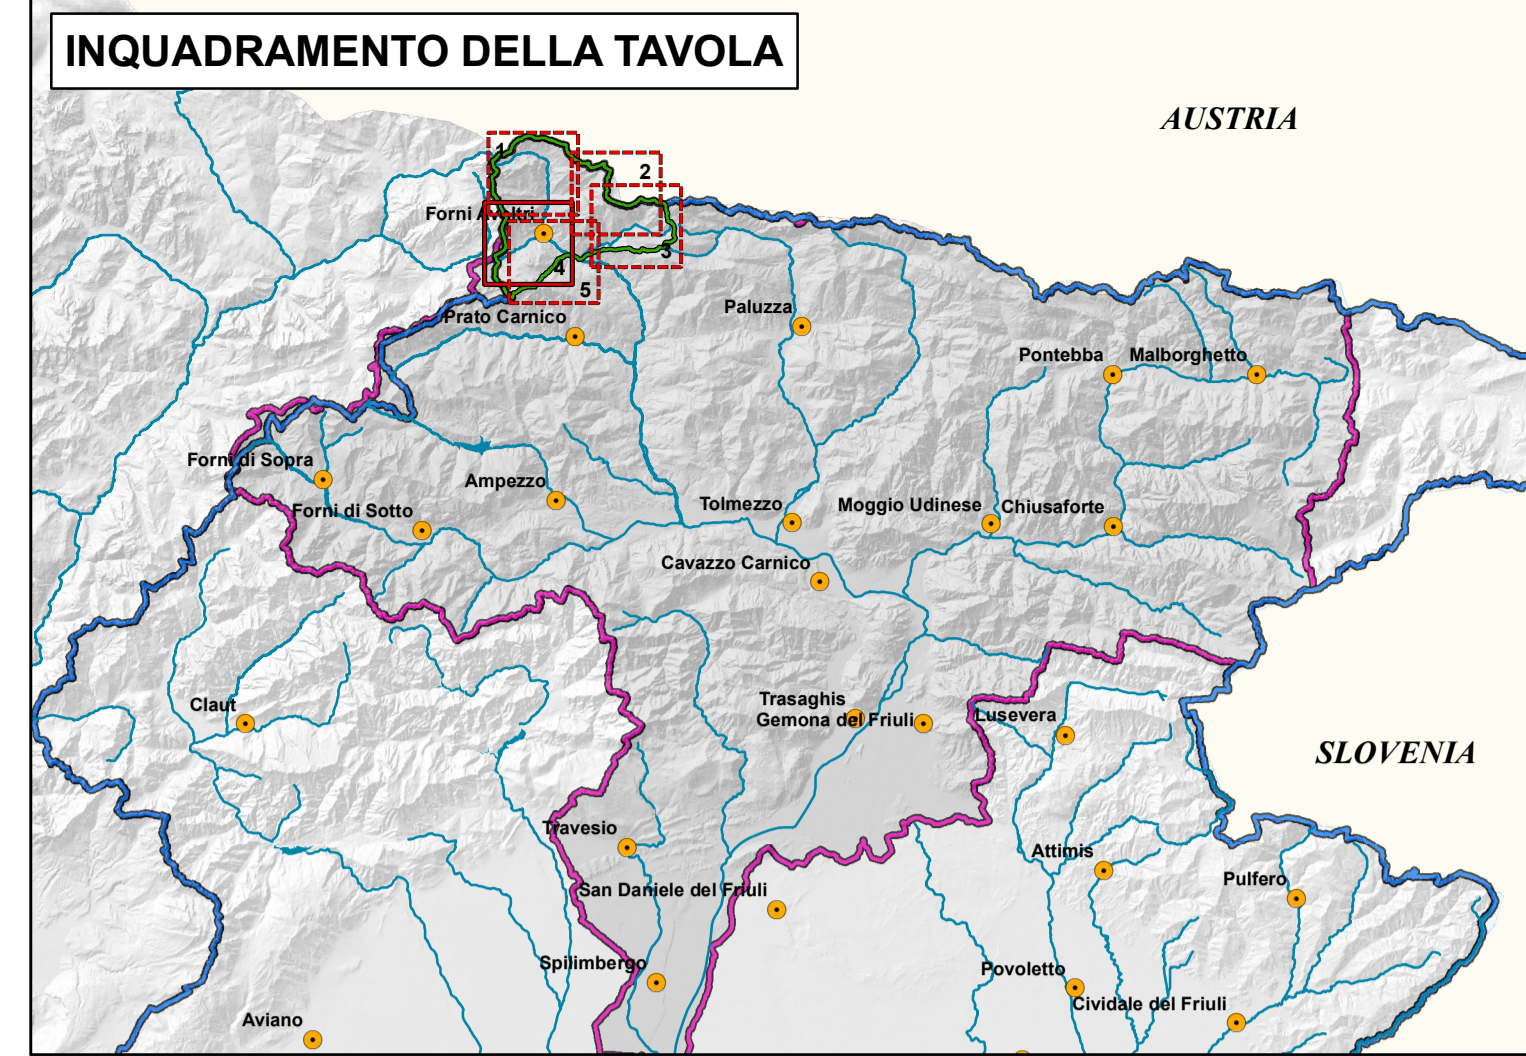 INQUADRAMENTO DELLA TAVOLA
AUSTRIA
1
2
Forni Avoltri
3
4
5
Prato Carnico
Paluzza
Pontebba
Malborghetto
Forni di Sopra
Ampezzo
Forni di Sotto
Tolmezzo
Moggio Udinese
Chiusaforte
Cavazzo Carnico
Trasaghis
Claut
Gemona del Friuli
Lusevera
SLOVENIA
Travesio
Attimis
San Daniele del Friuli
Pulfero
Spilimbergo
Povoletto
Cividale del Friuli
Aviano